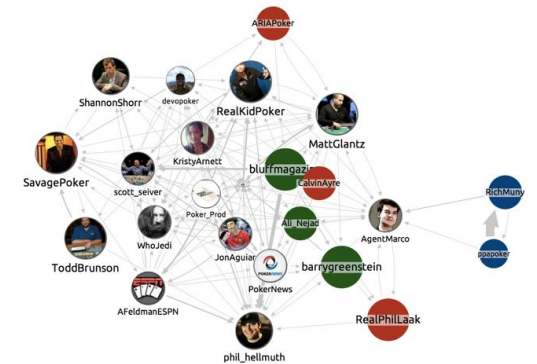 ARIAPoker
ShannonShorr
devopoker
RealKidPoker
MattGlantz
KristyArnett
bluffmagazi
CalvinAyre
SavagePoker
scott_seiver
RichMuny
Poker_Prod
Ali_Nejad
WhoJedi
AgentMarco
JonAguiar
ppapoker
ToddBrunson
POKERNEWS
PokerNews
barrygreenstein
ESPN
AFeldmanESPN
RealPhilLaak
phil_hellmuth